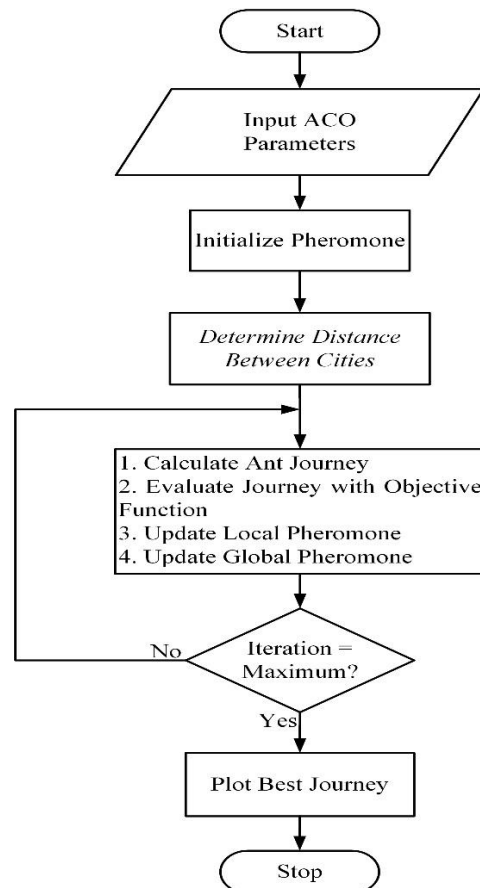 Start
Input ACO
Parameters
Initialize Pheromone
Determine Distance
Between Cities
1. Calculate Ant Journey
2. Evaluate Journey with Objective
Function
3. Update Local Pheromone
4. Update Global Pheromone
No
Iteration =
Maximum?
Yes
Plot Best Journey
Stop